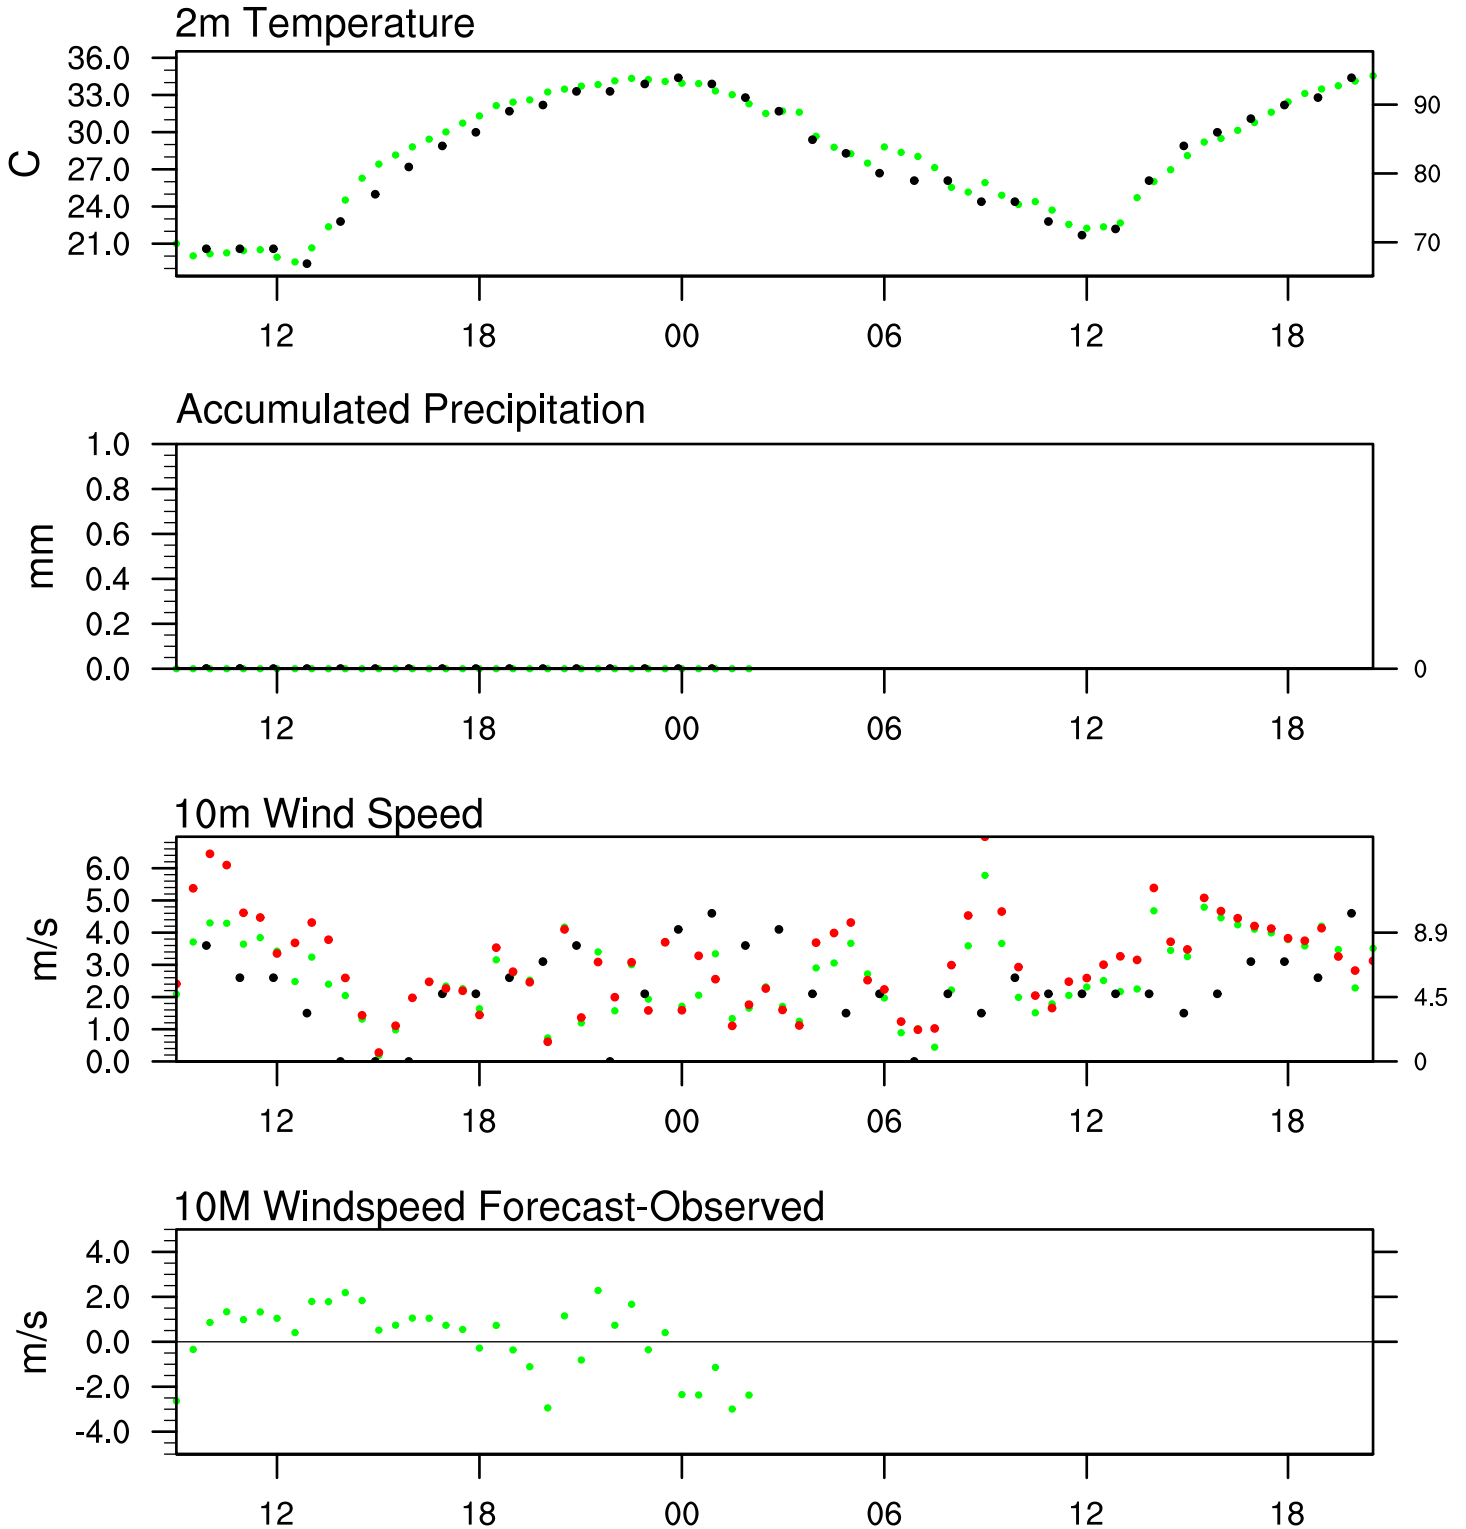 2m Temperature
36.0
33.0
30.0
27.0
24.0
21.0
C
90
80
70
12 18 00 06 12 18
Accumulated Precipitation
1.0
0.8
0.6
0.4
0.2
0.0
mm
0
12 18 00 06 12 18
10m Wind Speed
6.0
5.0
4.0
3.0
2.0
1.0
0.0
m/s
8.9
4.5
0
12 18 00 06 12 18
10M Windspeed Forecast-Observed
4.0
2.0
0.0
-2.0
-4.0
m/s
12 18 00 06 12 18